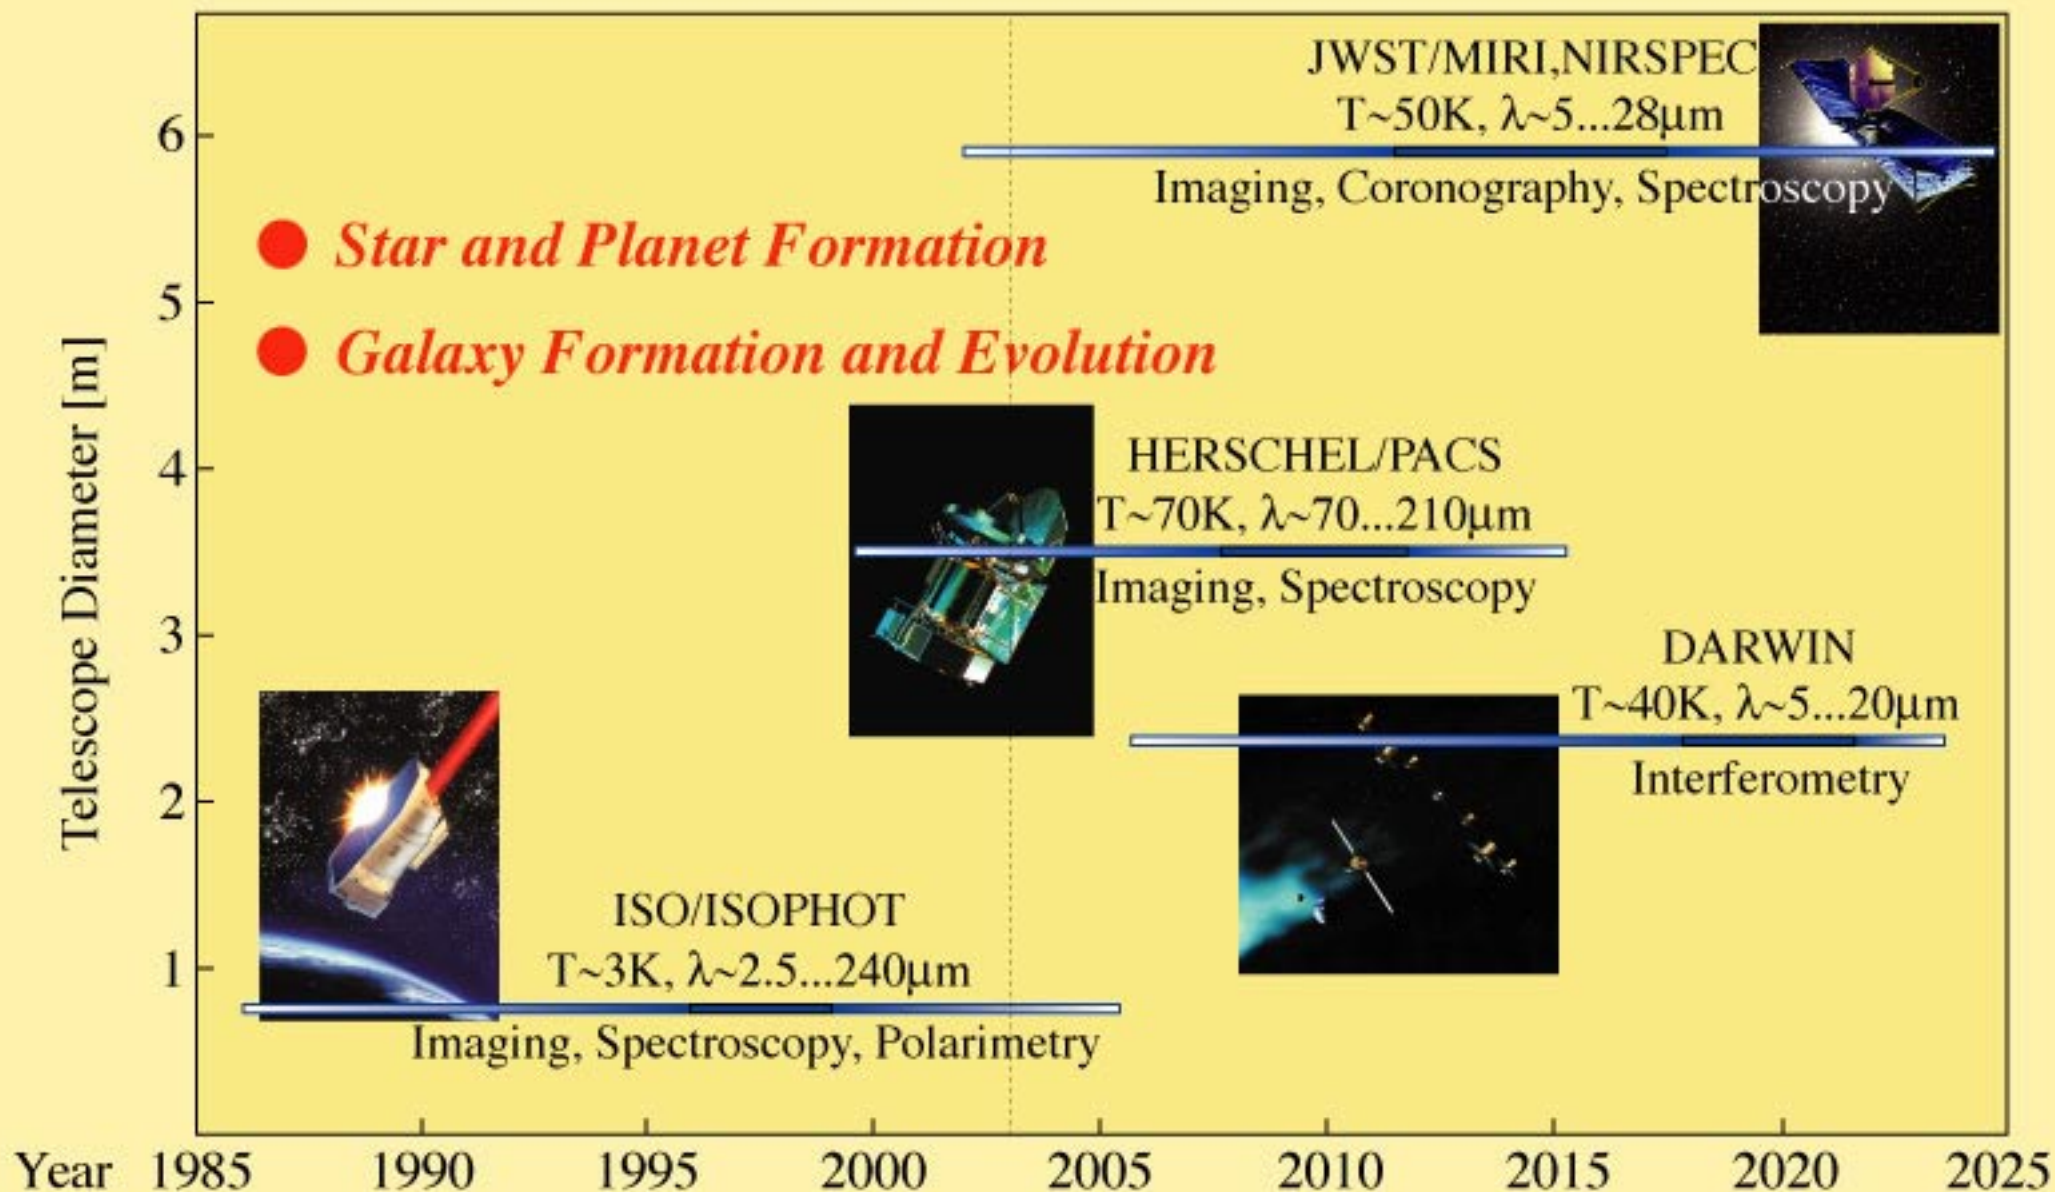 JWST/MIRI,NIRSPEC
T~50K, λ~5...28μm
Imaging, Coronography, Spectroscopy
Star and Planet Formation
Galaxy Formation and Evolution
HERSCHEL/PACS
T~70K, λ~70...210μm
Imaging, Spectroscopy
DARWIN
T~40K, λ~5...20μm
Interferometry
ISO/ISOPHOT
T~3K, λ~2.5...240μm
Imaging, Spectroscopy, Polarimetry
Telescope Diameter [m]
6
5
4
3
2
1
Year 1985 1990 1995 2000 2005 2010 2015 2020 2025